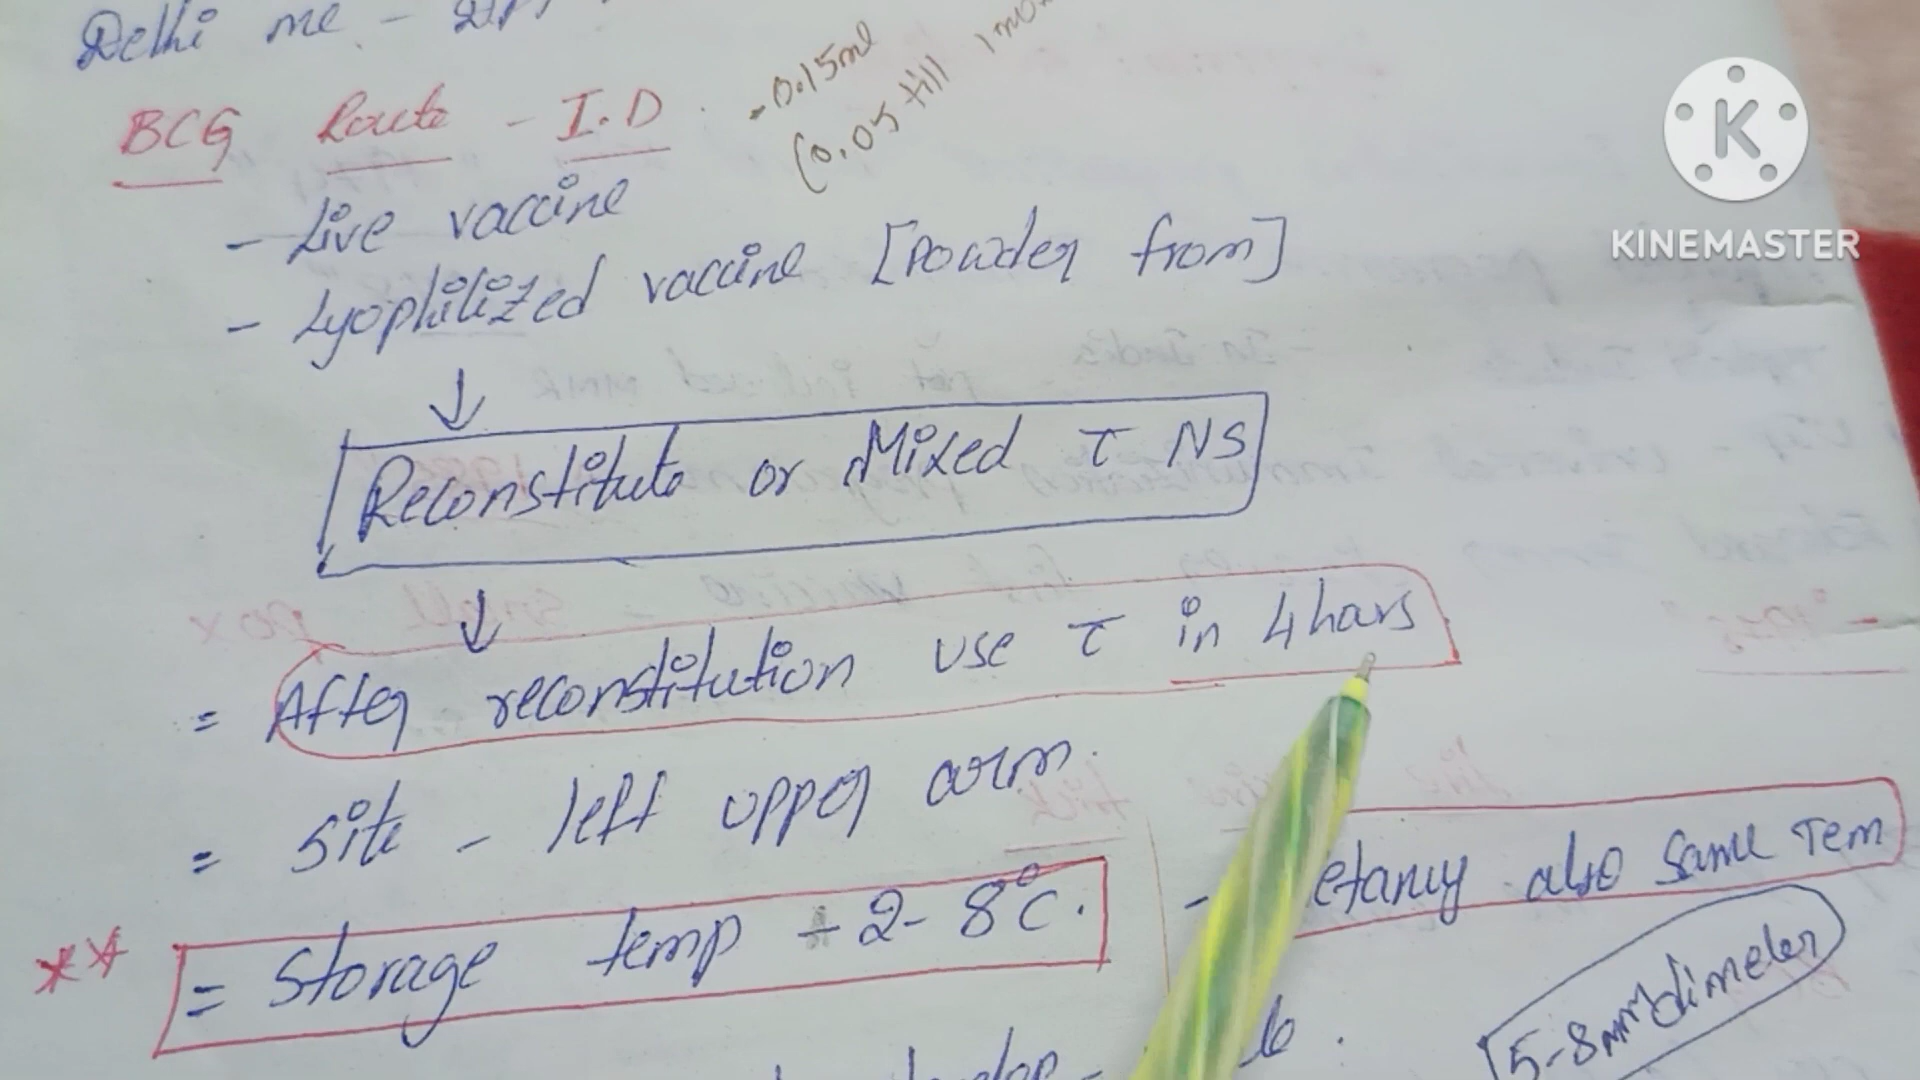 Delhi me -
BCG Route - I.D - 0.15ml
(0.05 till 1
- Live vaccine
- Lyophilized vaccine [Powder from]
↓
Reconstitute or Mixed c̄ NS
↓
= After reconstitution use c̄ in 4 hars
= Site - left upper arm.
** = Storage temp +2- 8°c. - etanuy also same Tem
5-8mm dimeter
K
KINEMASTER